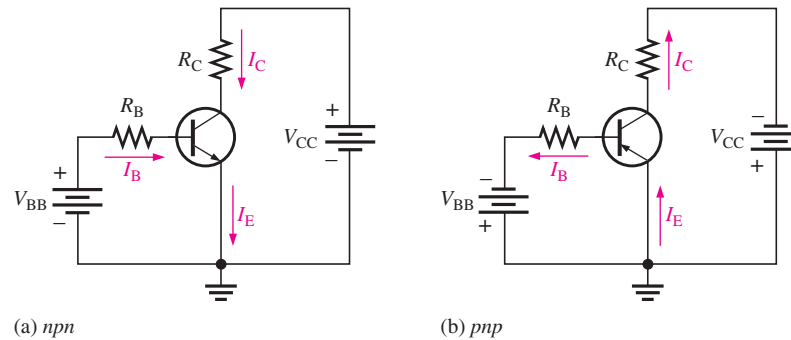 R_C
I_C
R_B
+
V_CC
−
+
I_B
V_BB
−
I_E
(a) npn
R_C
I_C
R_B
−
V_CC
+
−
I_B
V_BB
+
I_E
(b) pnp